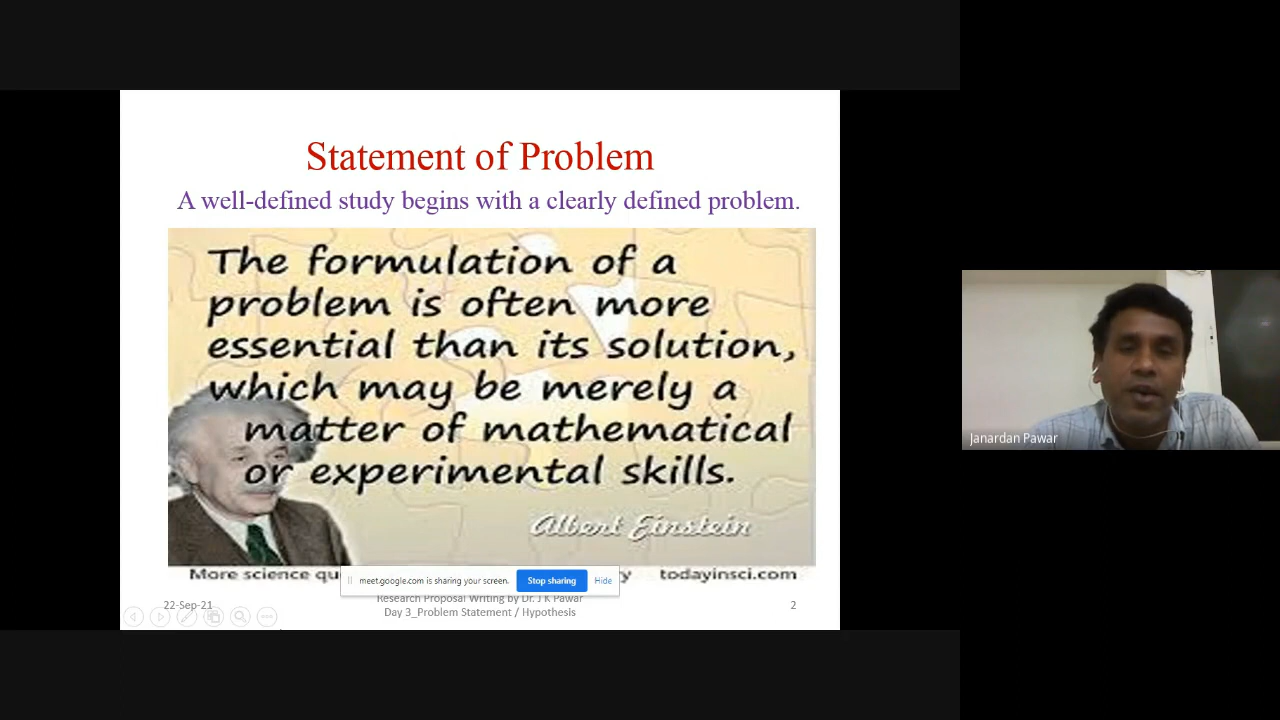 Statement of Problem
A well-defined study begins with a clearly defined problem.
The formulation of a
problem is often more
essential than its solution,
which may be merely a
matter of mathematical
or experimental skills.
Albert Einstein
More science qu
todayinsci.com
meet.google.com is sharing your screen.
Stop sharing
Hide
22-Sep-21
Research Proposal Writing by Dr. J K Pawar
Day 3_Problem Statement / Hypothesis
2
Janardan Pawar